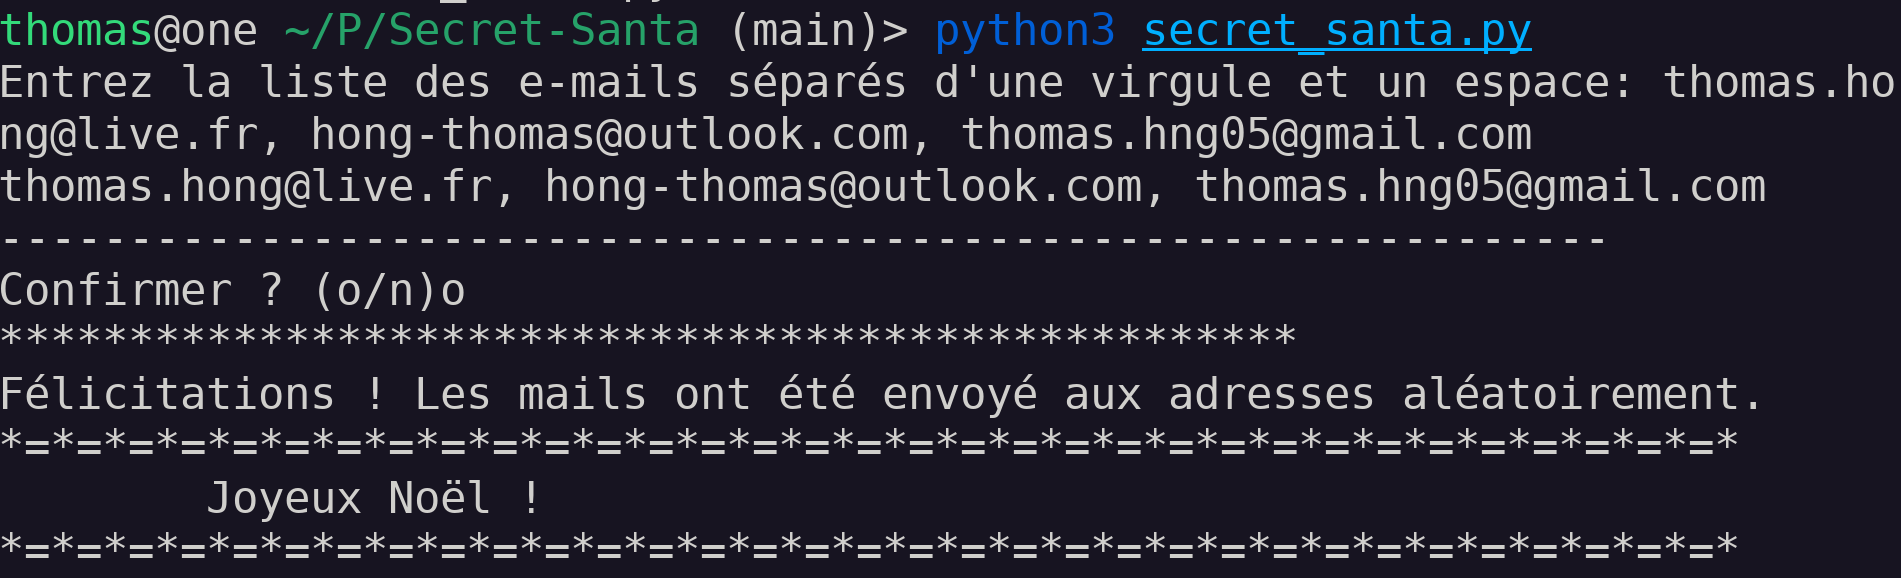 thomas@one ~/P/Secret-Santa (main)> python3 secret_santa.py
Entrez la liste des e-mails séparés d'une virgule et un espace: thomas.ho
ng@live.fr, hong-thomas@outlook.com, thomas.hng05@gmail.com
thomas.hong@live.fr, hong-thomas@outlook.com, thomas.hng05@gmail.com
--------------------------------------------------------------
Confirmer ? (o/n)o
**************************************************
Félicitations ! Les mails ont été envoyé aux adresses aléatoirement.
*=*=*=*=*=*=*=*=*=*=*=*=*=*=*=*=*=*=*=*=*=*=*=*=*=*=*=*=*=*=*=*=*=*
        Joyeux Noël !
*=*=*=*=*=*=*=*=*=*=*=*=*=*=*=*=*=*=*=*=*=*=*=*=*=*=*=*=*=*=*=*=*=*